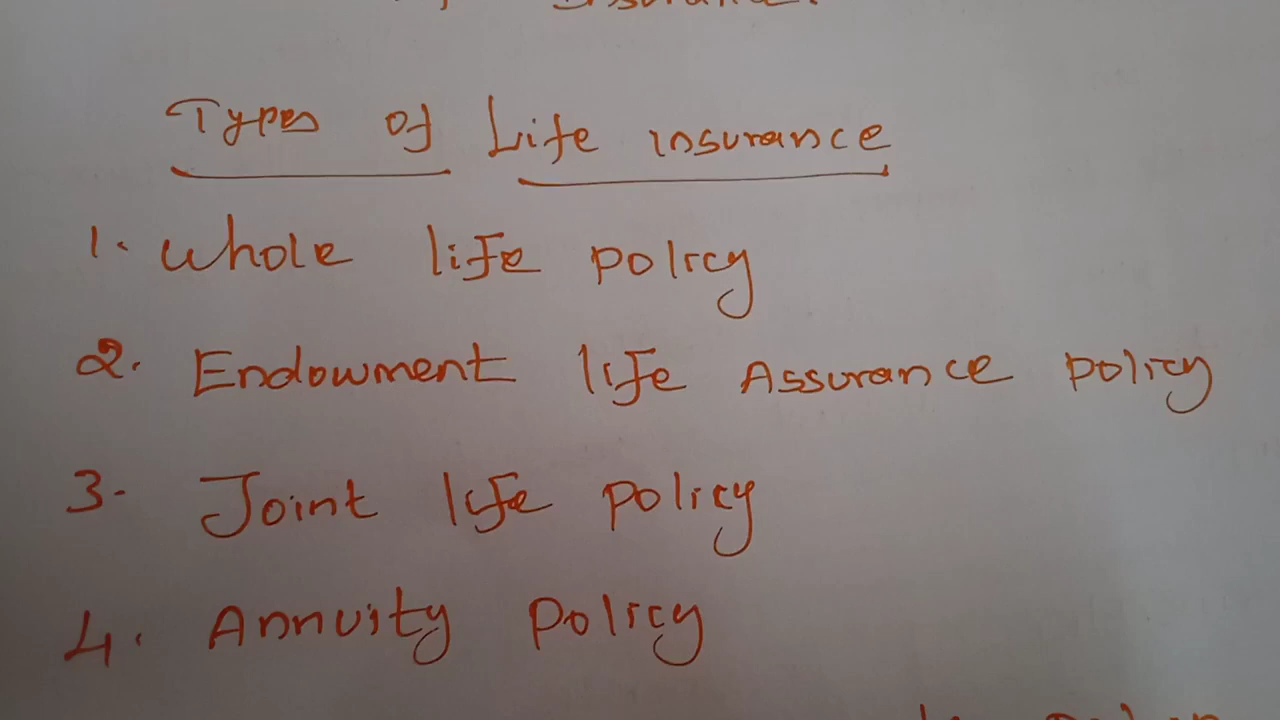 Types of Life insurance
1. Whole life policy
2. Endowment life Assurance policy
3. Joint life policy
4. Annuity policy